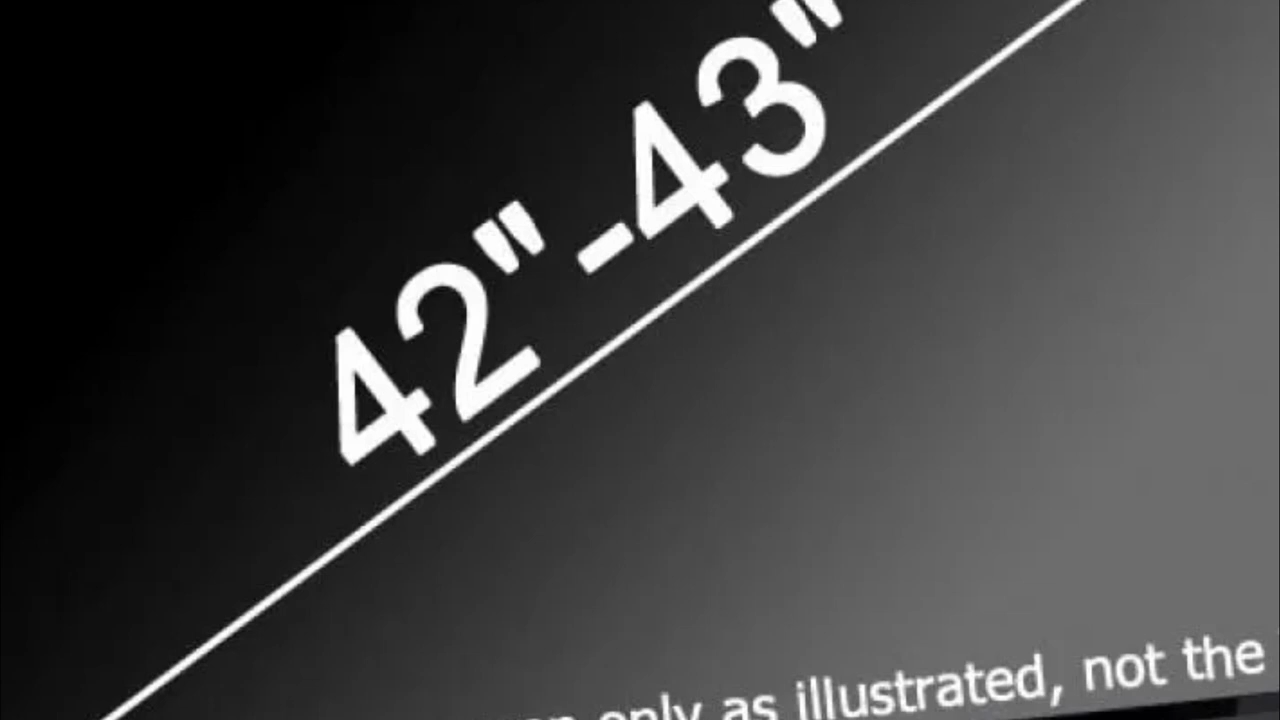 42"-43"
only as illustrated, not the